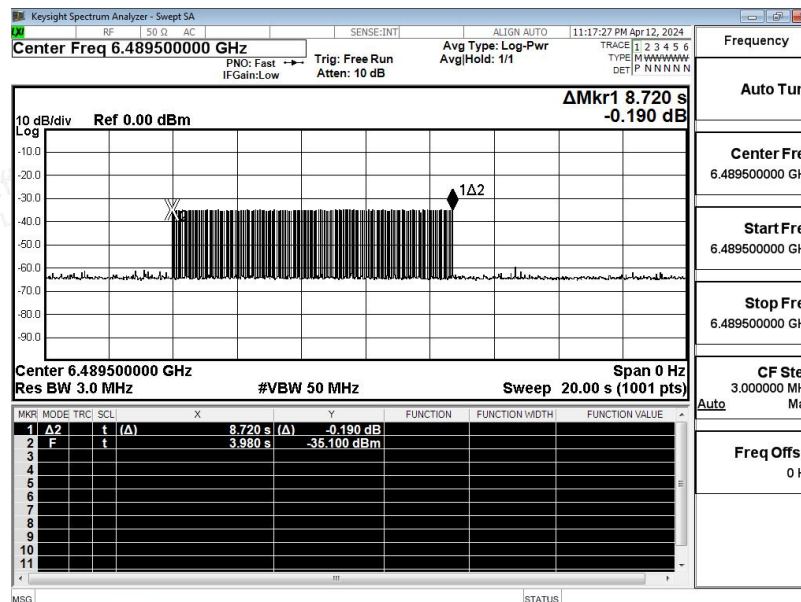 Keysight Spectrum Analyzer - Swept SA
LXI RF 50 Ω AC SENSE:INT ALIGN AUTO 11:17:27 PM Apr 12, 2024
Center Freq 6.489500000 GHz
PNO: Fast
IFGain:Low
Trig: Free Run
Atten: 10 dB
Avg Type: Log-Pwr
Avg|Hold: 1/1
TRACE 1 2 3 4 5 6
TYPE M WWWWW
DET P N N N N N
ΔMkr1 8.720 s
-0.190 dB
10 dB/div Ref 0.00 dBm
Log
-10.0
-20.0
-30.0
-40.0
-50.0
-60.0
-70.0
-80.0
-90.0
1Δ2
Center 6.489500000 GHz Span 0 Hz
Res BW 3.0 MHz #VBW 50 MHz Sweep 20.00 s (1001 pts)
MKR MODE TRC SCL X Y FUNCTION FUNCTION WIDTH FUNCTION VALUE
1 Δ2 t (Δ) 8.720 s (Δ) -0.190 dB
2 F t 3.980 s -35.100 dBm
3
4
5
6
7
8
9
10
11
MSG STATUS
Frequency
Auto Tun
Center Fre
6.489500000 GH
Start Fre
6.489500000 GH
Stop Fre
6.489500000 GH
CF Ste
3.000000 MH
Auto Ma
Freq Offs
0 H